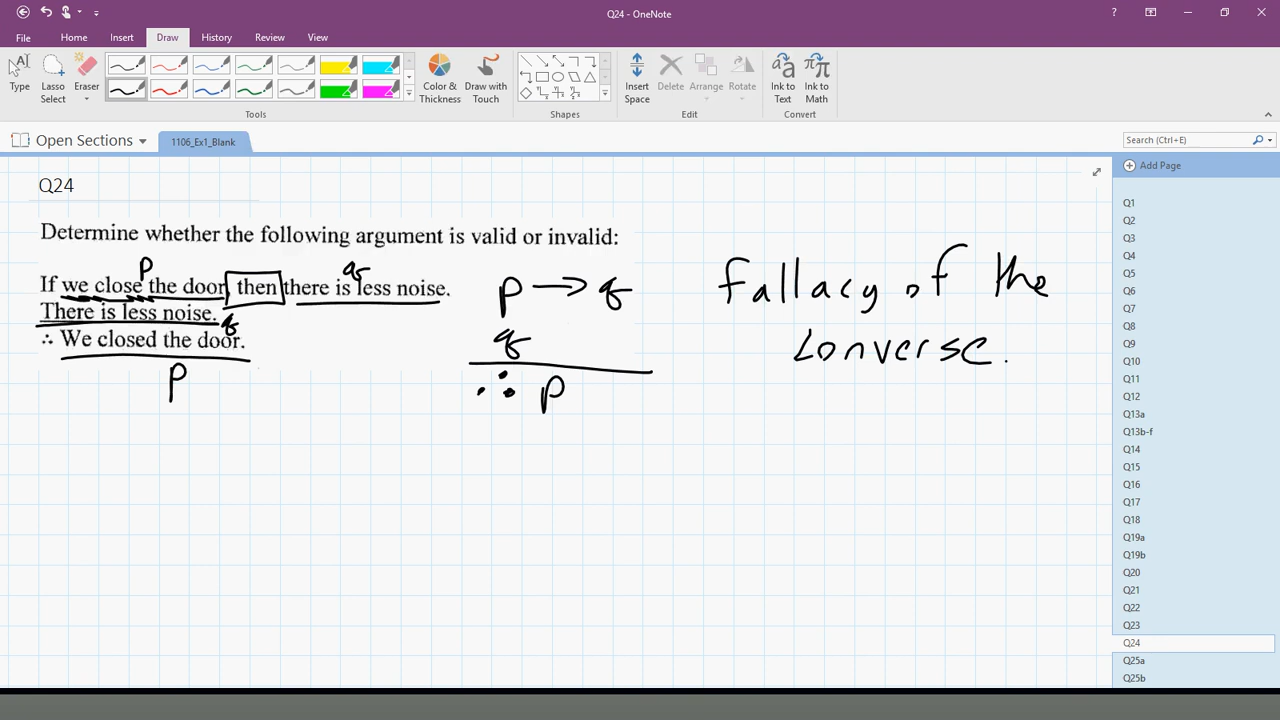 Q24 - OneNote
?
File
Home
Insert
Draw
History
Review
View
Type
Lasso
Select
Eraser
Color &
Thickness
Draw with
Touch
Insert
Space
Delete
Arrange
Rotate
Ink to
Text
Ink to
Math
Tools
Shapes
Edit
Convert
Open Sections
1106_Ex1_Blank
Search (Ctrl+E)
Add Page
Q24
Determine whether the following argument is valid or invalid:
p
q
If we close the door, then there is less noise.
There is less noise.
q
∴ We closed the door.
p
p → q
q
∴ p
fallacy of the
converse.
Q1
Q2
Q3
Q4
Q5
Q6
Q7
Q8
Q9
Q10
Q11
Q12
Q13a
Q13b-f
Q14
Q15
Q16
Q17
Q18
Q19a
Q19b
Q20
Q21
Q22
Q23
Q24
Q25a
Q25b